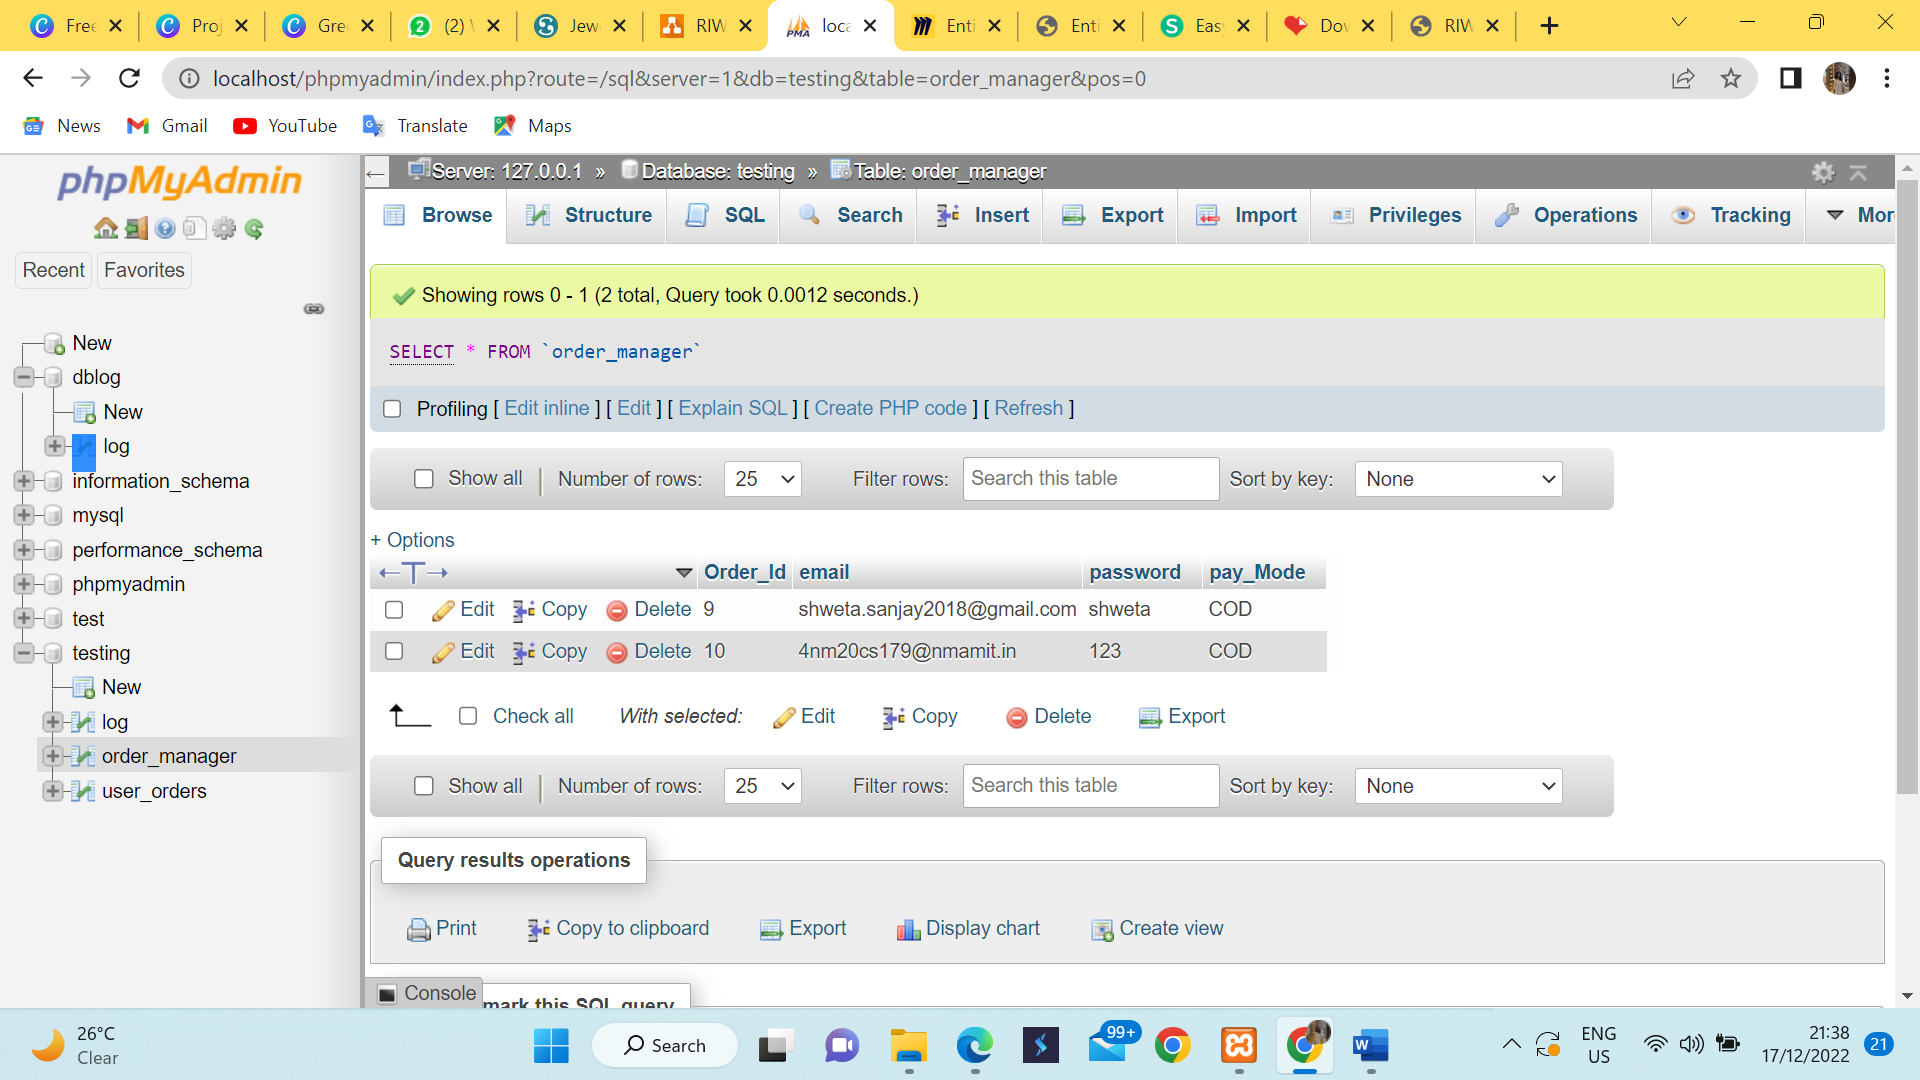 Free
Proj
Gre
(2) 
Jew
RIW
loca
Enti
Enti
Eas
Dov
RIW
localhost/phpmyadmin/index.php?route=/sql&server=1&db=testing&table=order_manager&pos=0
News Gmail YouTube Translate Maps
phpMyAdmin
Recent Favorites
New
dblog
New
log
information_schema
mysql
performance_schema
phpmyadmin
test
testing
New
log
order_manager
user_orders
Server: 127.0.0.1 » Database: testing » Table: order_manager
Browse Structure SQL Search Insert Export Import Privileges Operations Tracking Mor
Showing rows 0 - 1 (2 total, Query took 0.0012 seconds.)
SELECT * FROM `order_manager`
Profiling [ Edit inline ] [ Edit ] [ Explain SQL ] [ Create PHP code ] [ Refresh ]
Show all | Number of rows: 25 Filter rows: Search this table Sort by key: None
+ Options
←T→ Order_Id email password pay_Mode
Edit Copy Delete 9 shweta.sanjay2018@gmail.com shweta COD
Edit Copy Delete 10 4nm20cs179@nmamit.in 123 COD
Check all With selected: Edit Copy Delete Export
Show all | Number of rows: 25 Filter rows: Search this table Sort by key: None
Query results operations
Print Copy to clipboard Export Display chart Create view
Console
mark this SQL query
26°C
Clear
Search
99+
ENG
US
21:38
17/12/2022
21